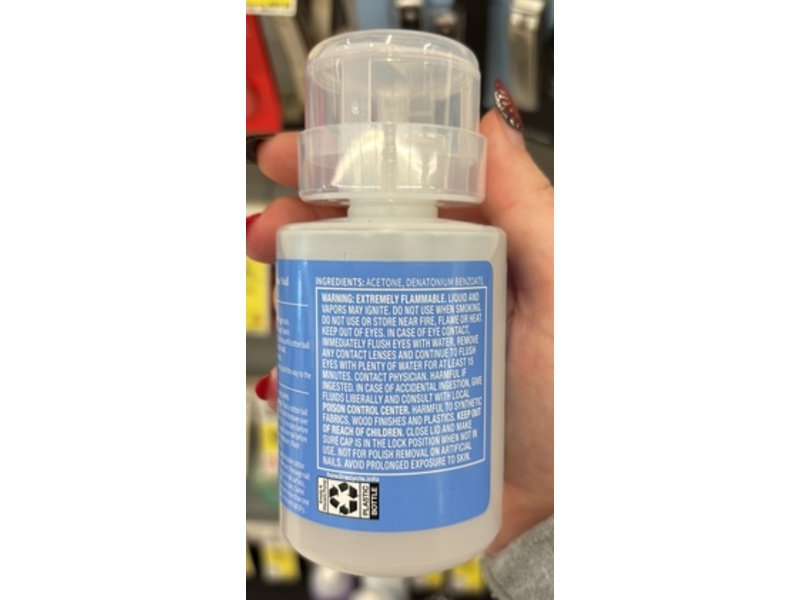 INGREDIENTS: ACETONE, DENATONIUM BENZOATE
WARNING: EXTREMELY FLAMMABLE. LIQUID AND
VAPORS MAY IGNITE. DO NOT USE WHEN SMOKING.
DO NOT USE OR STORE NEAR FIRE, FLAME OR HEAT.
KEEP OUT OF EYES. IN CASE OF EYE CONTACT,
IMMEDIATELY FLUSH EYES WITH WATER. REMOVE
ANY CONTACT LENSES AND CONTINUE TO FLUSH
EYES WITH PLENTY OF WATER FOR AT LEAST 15
MINUTES. CONTACT PHYSICIAN. HARMFUL IF
INGESTED. IN CASE OF ACCIDENTAL INGESTION, GIVE
FLUIDS LIBERALLY AND CONSULT WITH LOCAL
POISON CONTROL CENTER. HARMFUL TO SYNTHETIC
FABRICS, WOOD FINISHES AND PLASTICS. KEEP OUT
OF REACH OF CHILDREN. CLOSE LID AND MAKE
SURE CAP IS IN THE LOCK POSITION WHEN NOT IN
USE. NOT FOR POLISH REMOVAL ON ARTIFICIAL
NAILS. AVOID PROLONGED EXPOSURE TO SKIN.
how2recycle.info
PLASTIC
BOTTLE